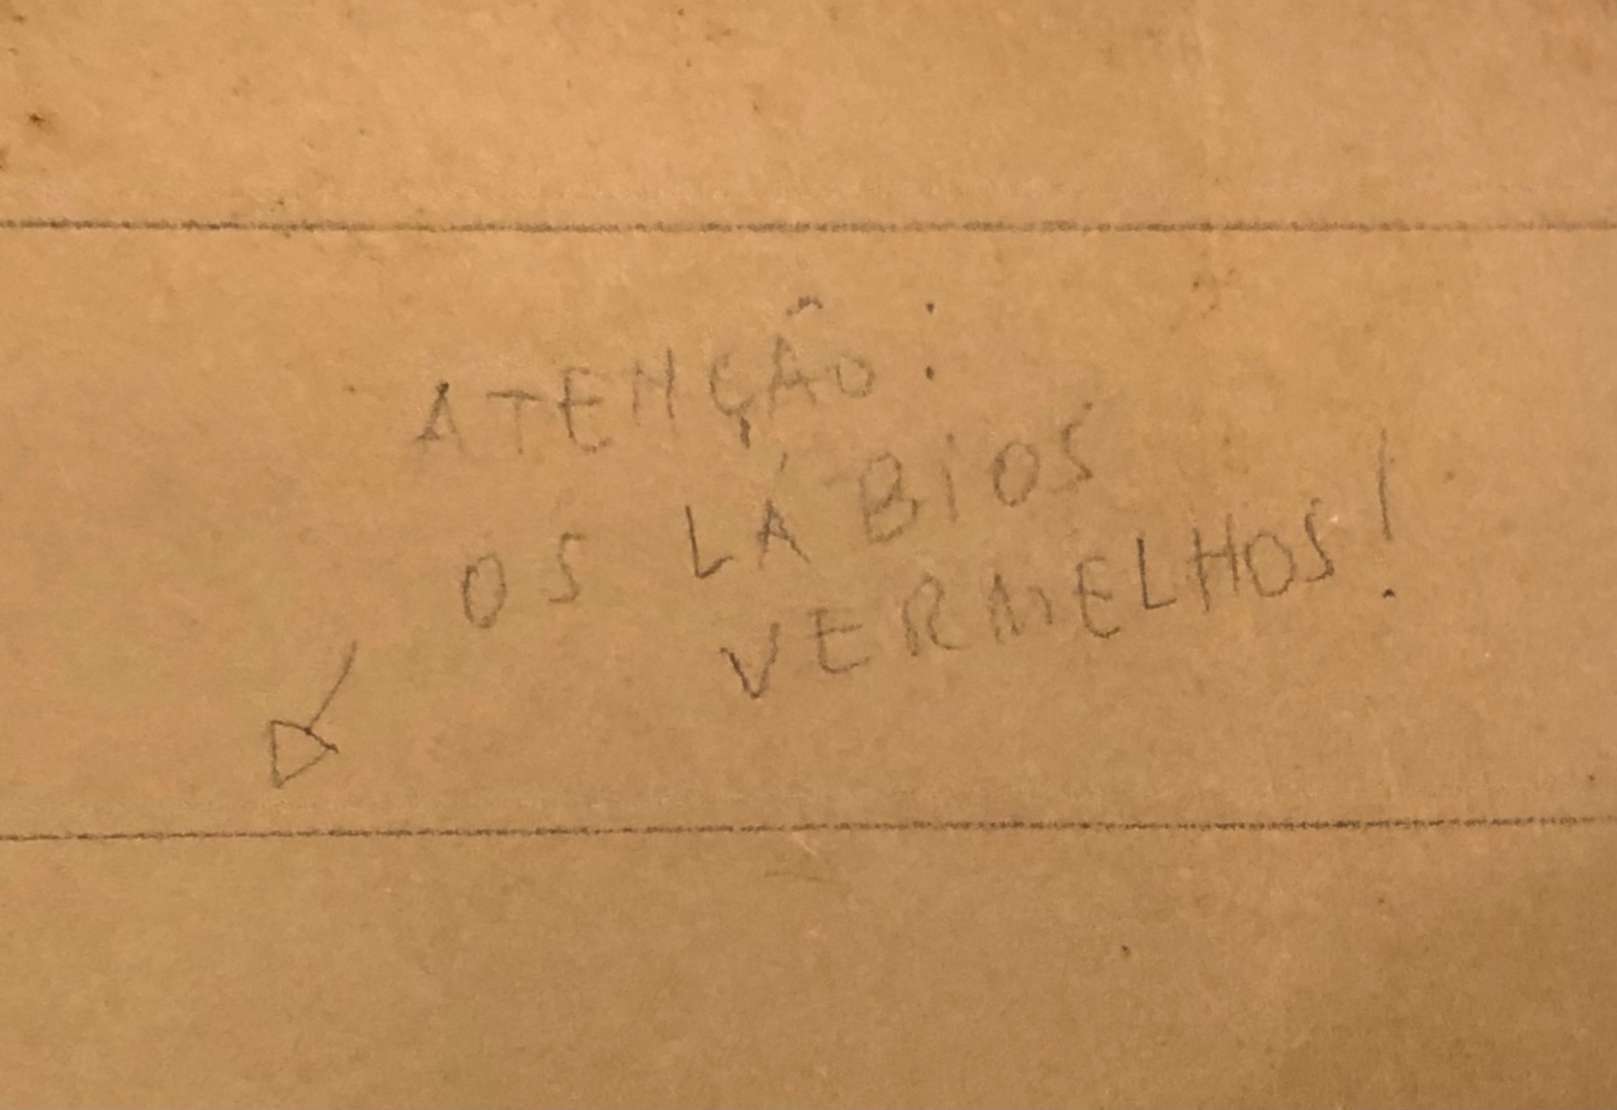 ATENÇÃO:
OS LÁBIOS
VERMELHOS!